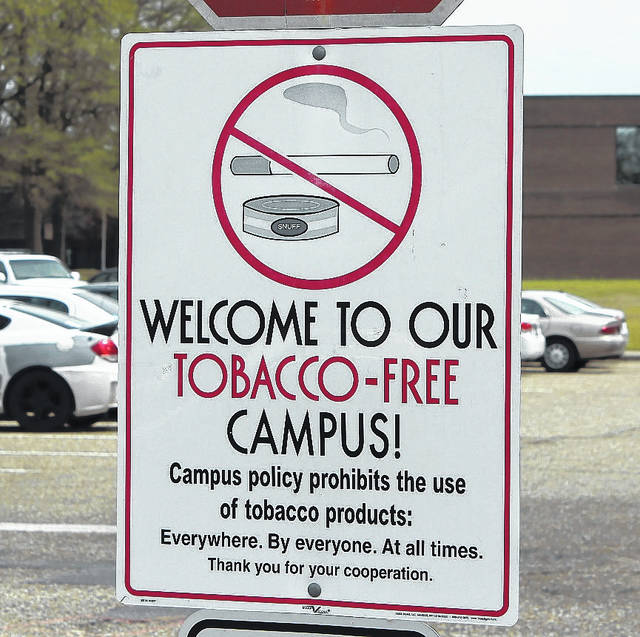 SNUFF
WELCOME TO OUR
TOBACCO-FREE
CAMPUS!
Campus policy prohibits the use
of tobacco products:
Everywhere. By everyone. At all times.
Thank you for your cooperation.